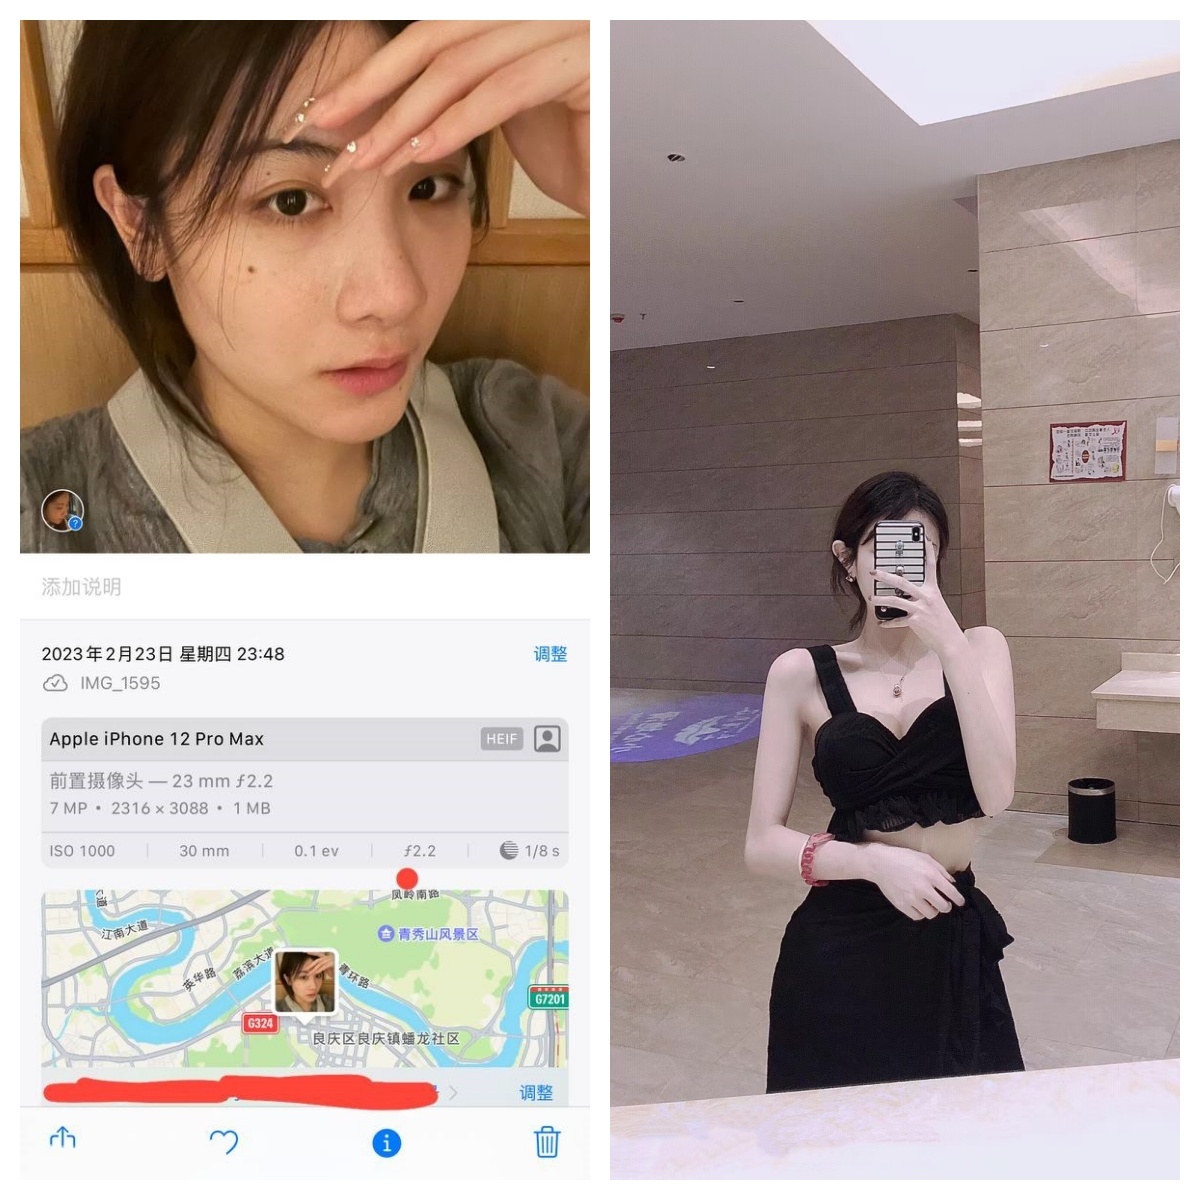 添加说明
2023年2月23日 星期四 23:48
调整
IMG_1595
Apple iPhone 12 Pro Max
HEIF
前置摄像头 — 23 mm ƒ2.2
7 MP • 2316 × 3088 • 1 MB
ISO 1000
30 mm
0.1 ev
ƒ2.2
1/8 s
凤岭南路
江南大道
青秀山风景区
英华路
荔滨大道
青环路
G7201
G324
良庆区良庆镇蟠龙社区
调整